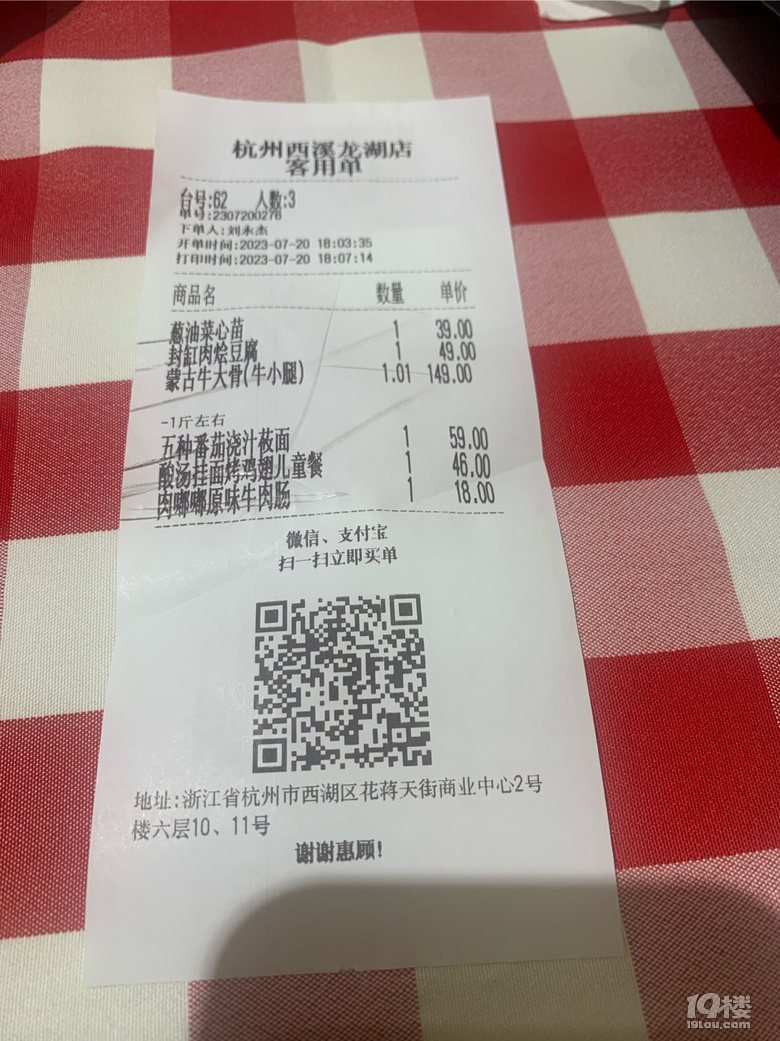 杭州西溪龙湖店
客用单
台号:62 人数:3
单号:2307200278
下单人:刘永杰
开单时间:2023-07-20 18:03:35
打印时间:2023-07-20 18:07:14
商品名 数量 单价
葱油菜心苗 1 39.00
封缸肉烩豆腐 1 49.00
蒙古牛大骨(牛小腿) 1.01 149.00
-1斤左右
五种番茄浇汁莜面 1 59.00
酸汤挂面烤鸡翅儿童餐 1 46.00
肉嘟嘟原味牛肉肠 1 18.00
微信、支付宝
扫一扫立即买单
地址:浙江省杭州市西湖区花蒋天街商业中心2号
楼六层10、11号
谢谢惠顾!
19楼
19lou.com